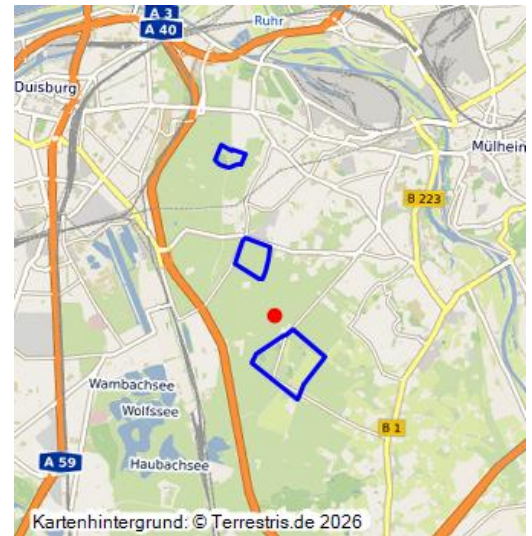 A 3
A 40
Ruhr
Duisburg
Mülheim
B 223
Wambachsee
Wolfssee
B 1
A 59
Haubachsee
Kartenhintergrund: © Terrestris.de 2026